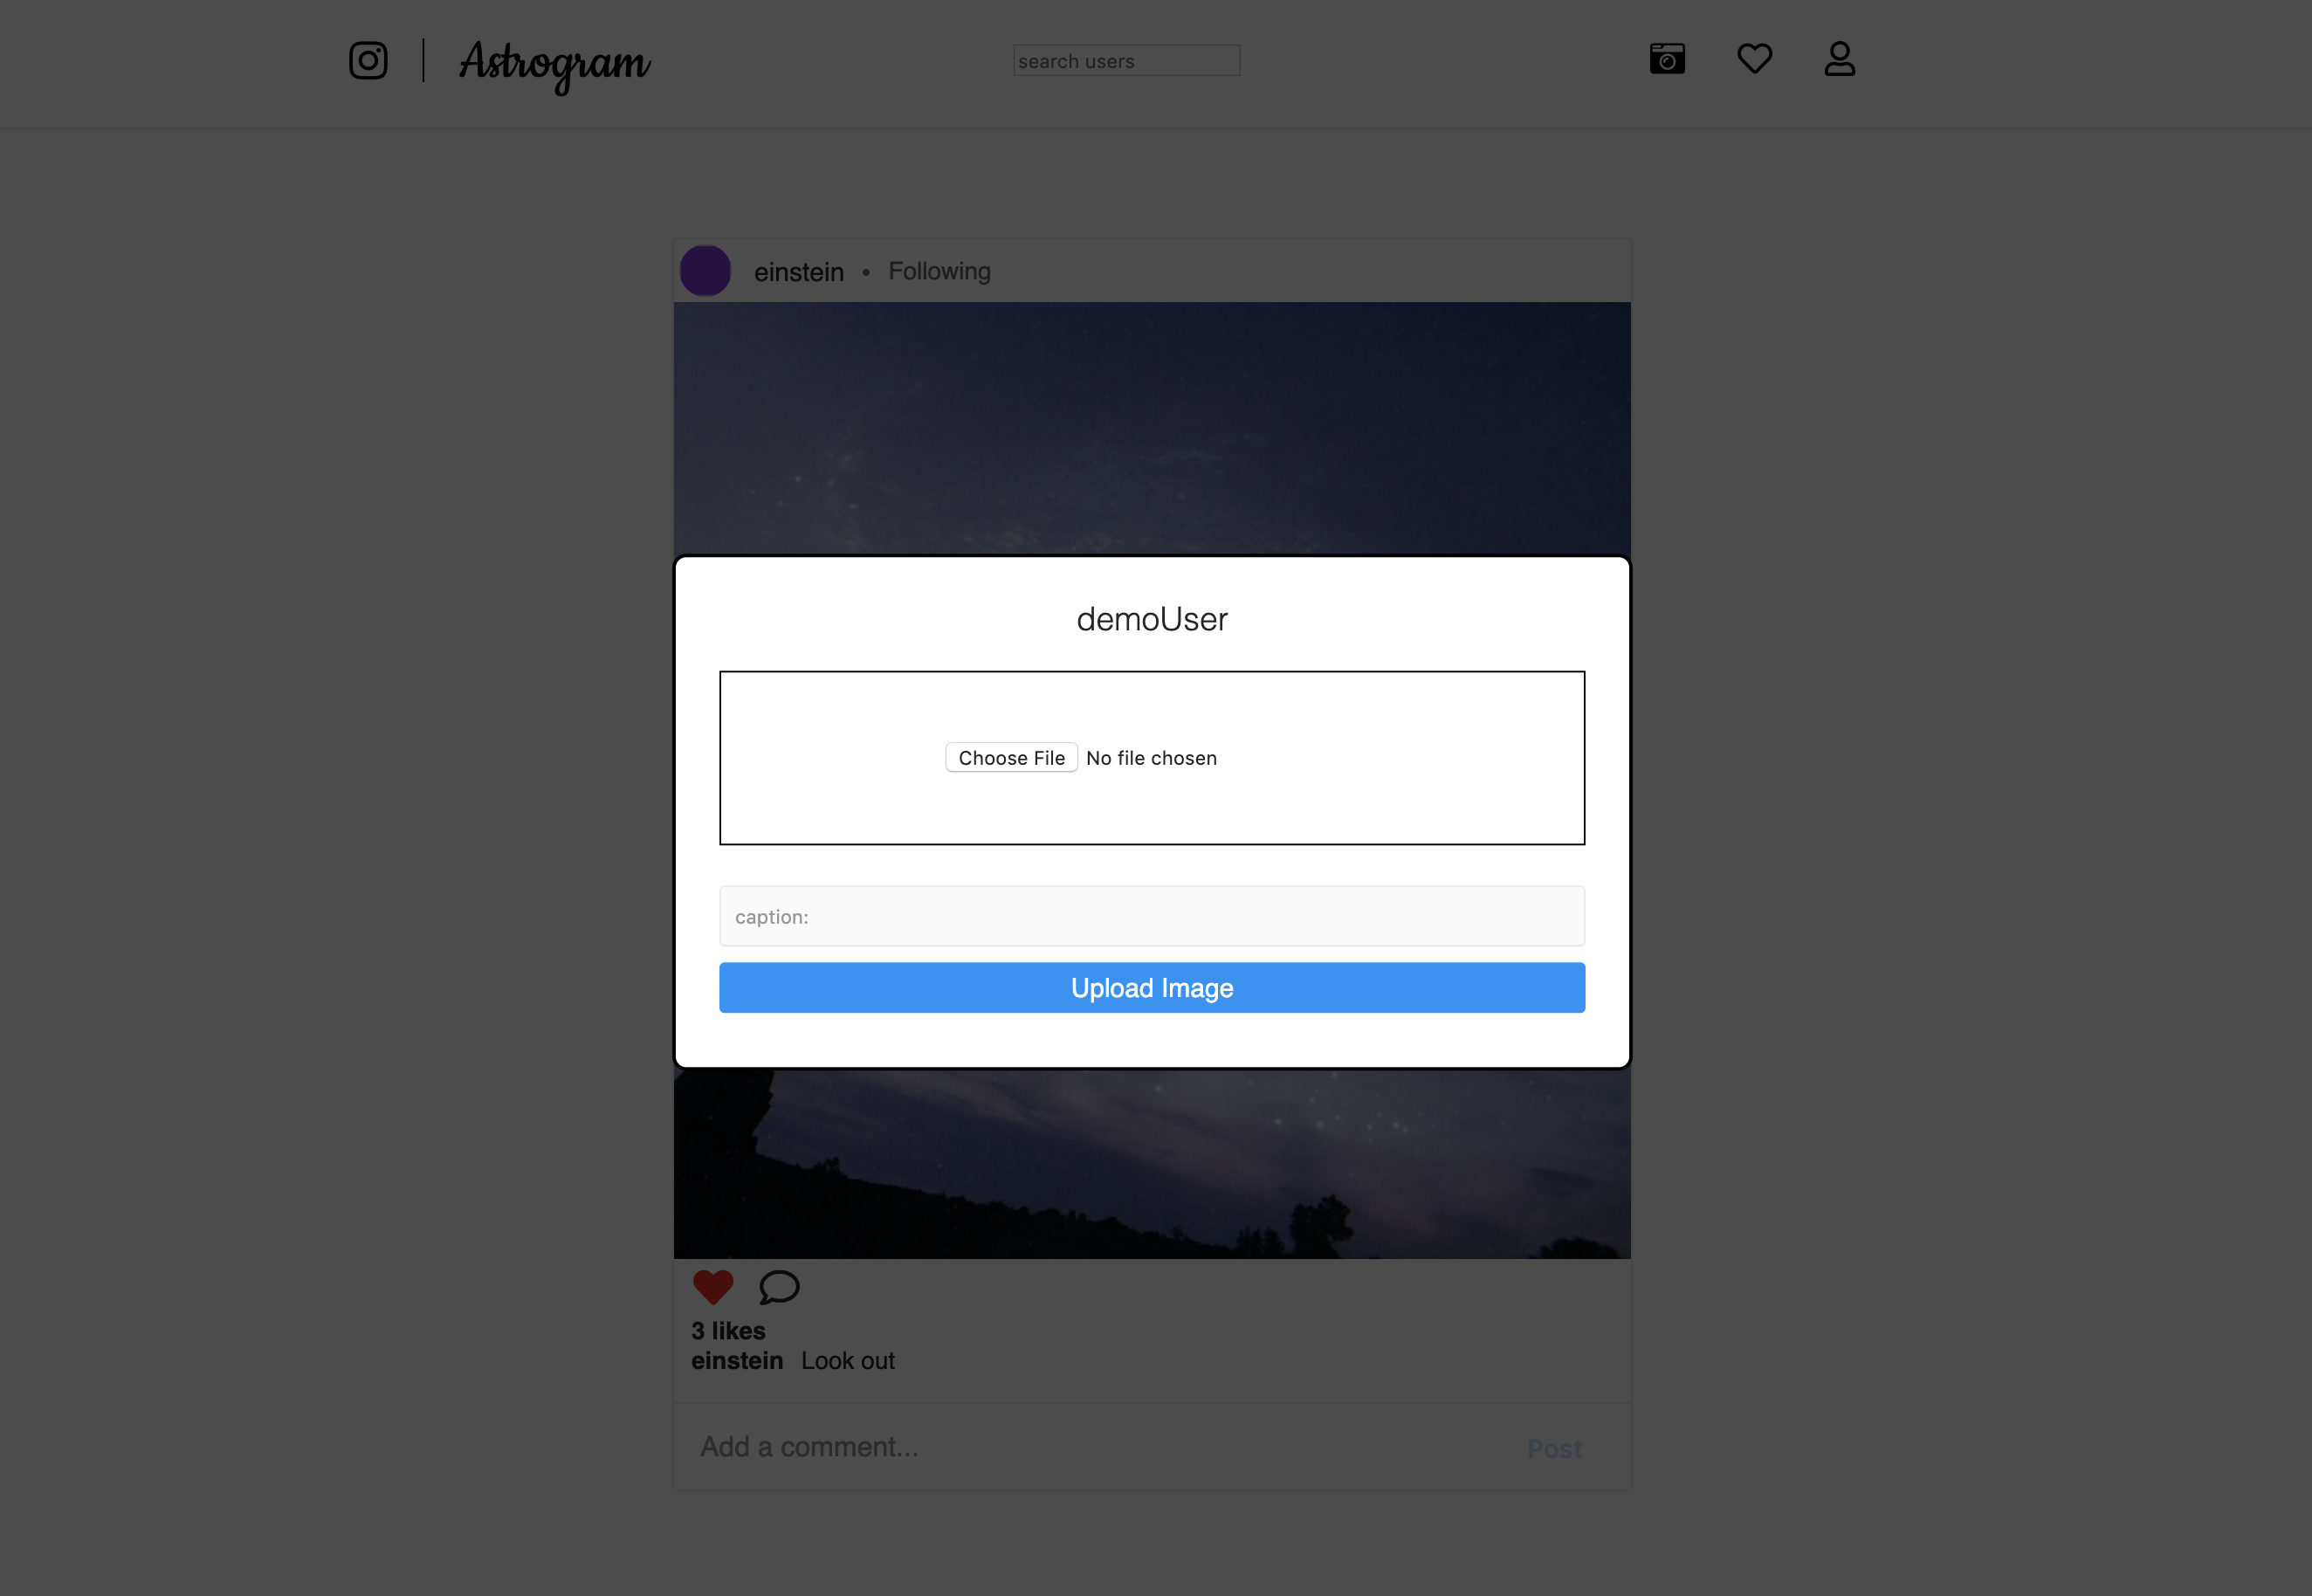 Astrogram
search users
einstein • Following
demoUser
Choose File No file chosen
caption:
Upload Image
3 likes
einstein Look out
Add a comment...
Post